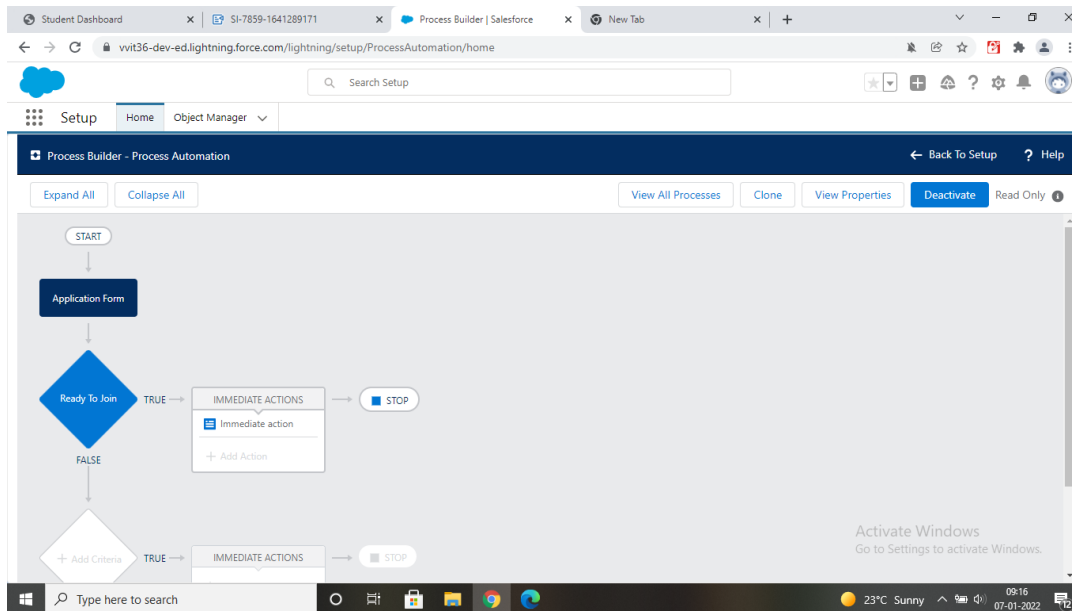 Student Dashboard
SI-7859-1641289171
Process Builder | Salesforce
New Tab
vvit36-dev-ed.lightning.force.com/lightning/setup/ProcessAutomation/home
Search Setup
Setup
Home
Object Manager
Process Builder - Process Automation
Back To Setup
? Help
Expand All
Collapse All
View All Processes
Clone
View Properties
Deactivate
Read Only
START
Application Form
Ready To Join
TRUE
IMMEDIATE ACTIONS
STOP
Immediate action
+ Add Action
FALSE
+ Add Criteria
TRUE
IMMEDIATE ACTIONS
STOP
Activate Windows
Go to Settings to activate Windows.
Type here to search
23°C Sunny
09:16
07-01-2022
12